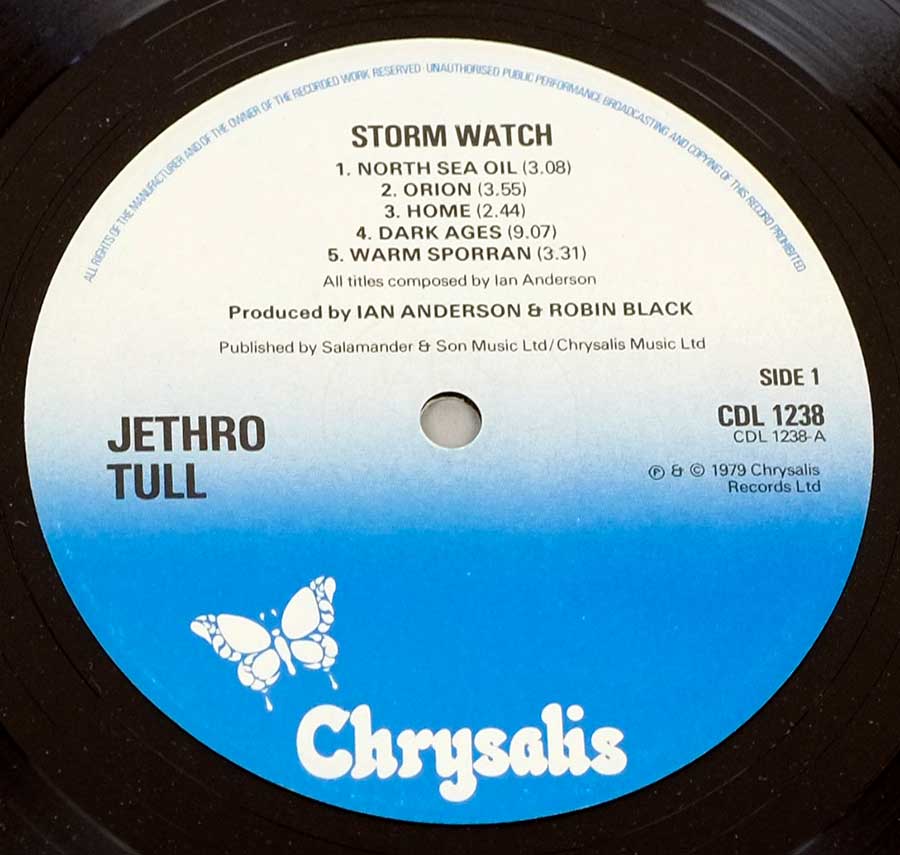 ALL RIGHTS OF THE MANUFACTURER AND OF THE OWNER OF THE RECORDED WORK RESERVED · UNAUTHORISED PUBLIC PERFORMANCE BROADCASTING AND COPYING OF THIS RECORD PROHIBITED
STORM WATCH
1. NORTH SEA OIL (3.08)
2. ORION (3.55)
3. HOME (2.44)
4. DARK AGES (9.07)
5. WARM SPORRAN (3.31)
All titles composed by Ian Anderson
Produced by IAN ANDERSON & ROBIN BLACK
Published by Salamander & Son Music Ltd/Chrysalis Music Ltd
SIDE 1
CDL 1238
CDL 1238-A
JETHRO
TULL
℗ & © 1979 Chrysalis
Records Ltd
Chrysalis